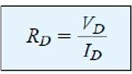 R_D = V_D / I_D